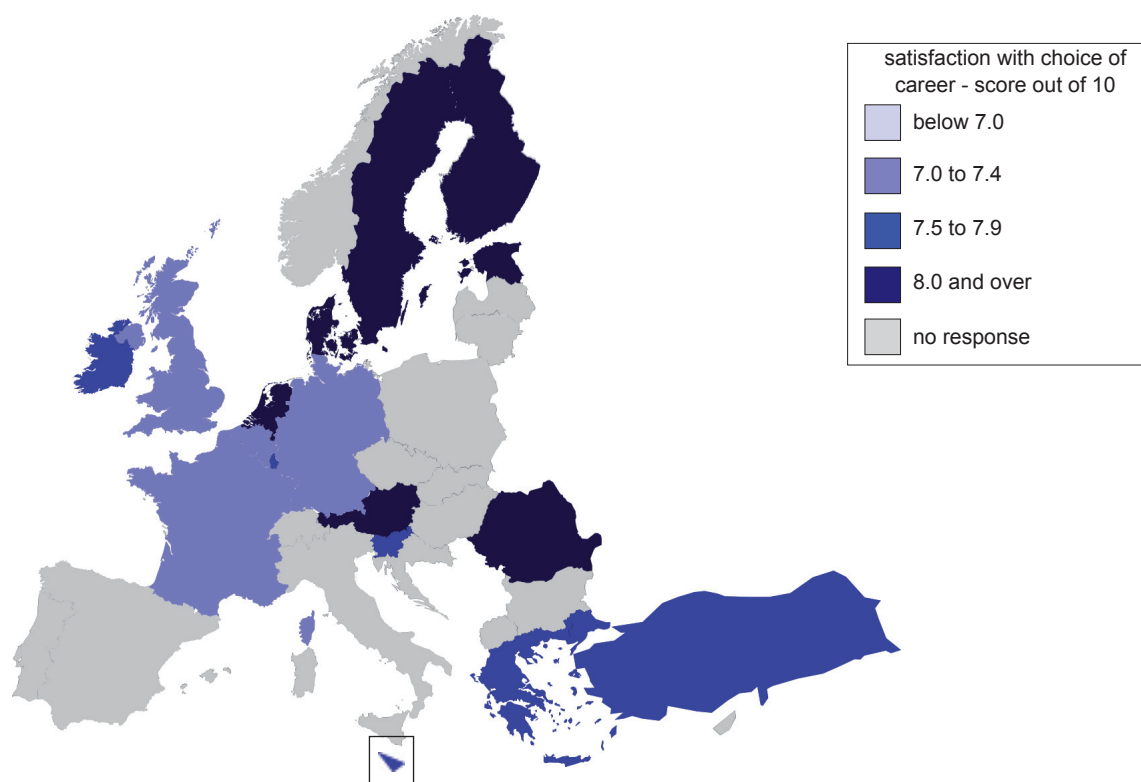 satisfaction with choice of
career - score out of 10
below 7.0
7.0 to 7.4
7.5 to 7.9
8.0 and over
no response